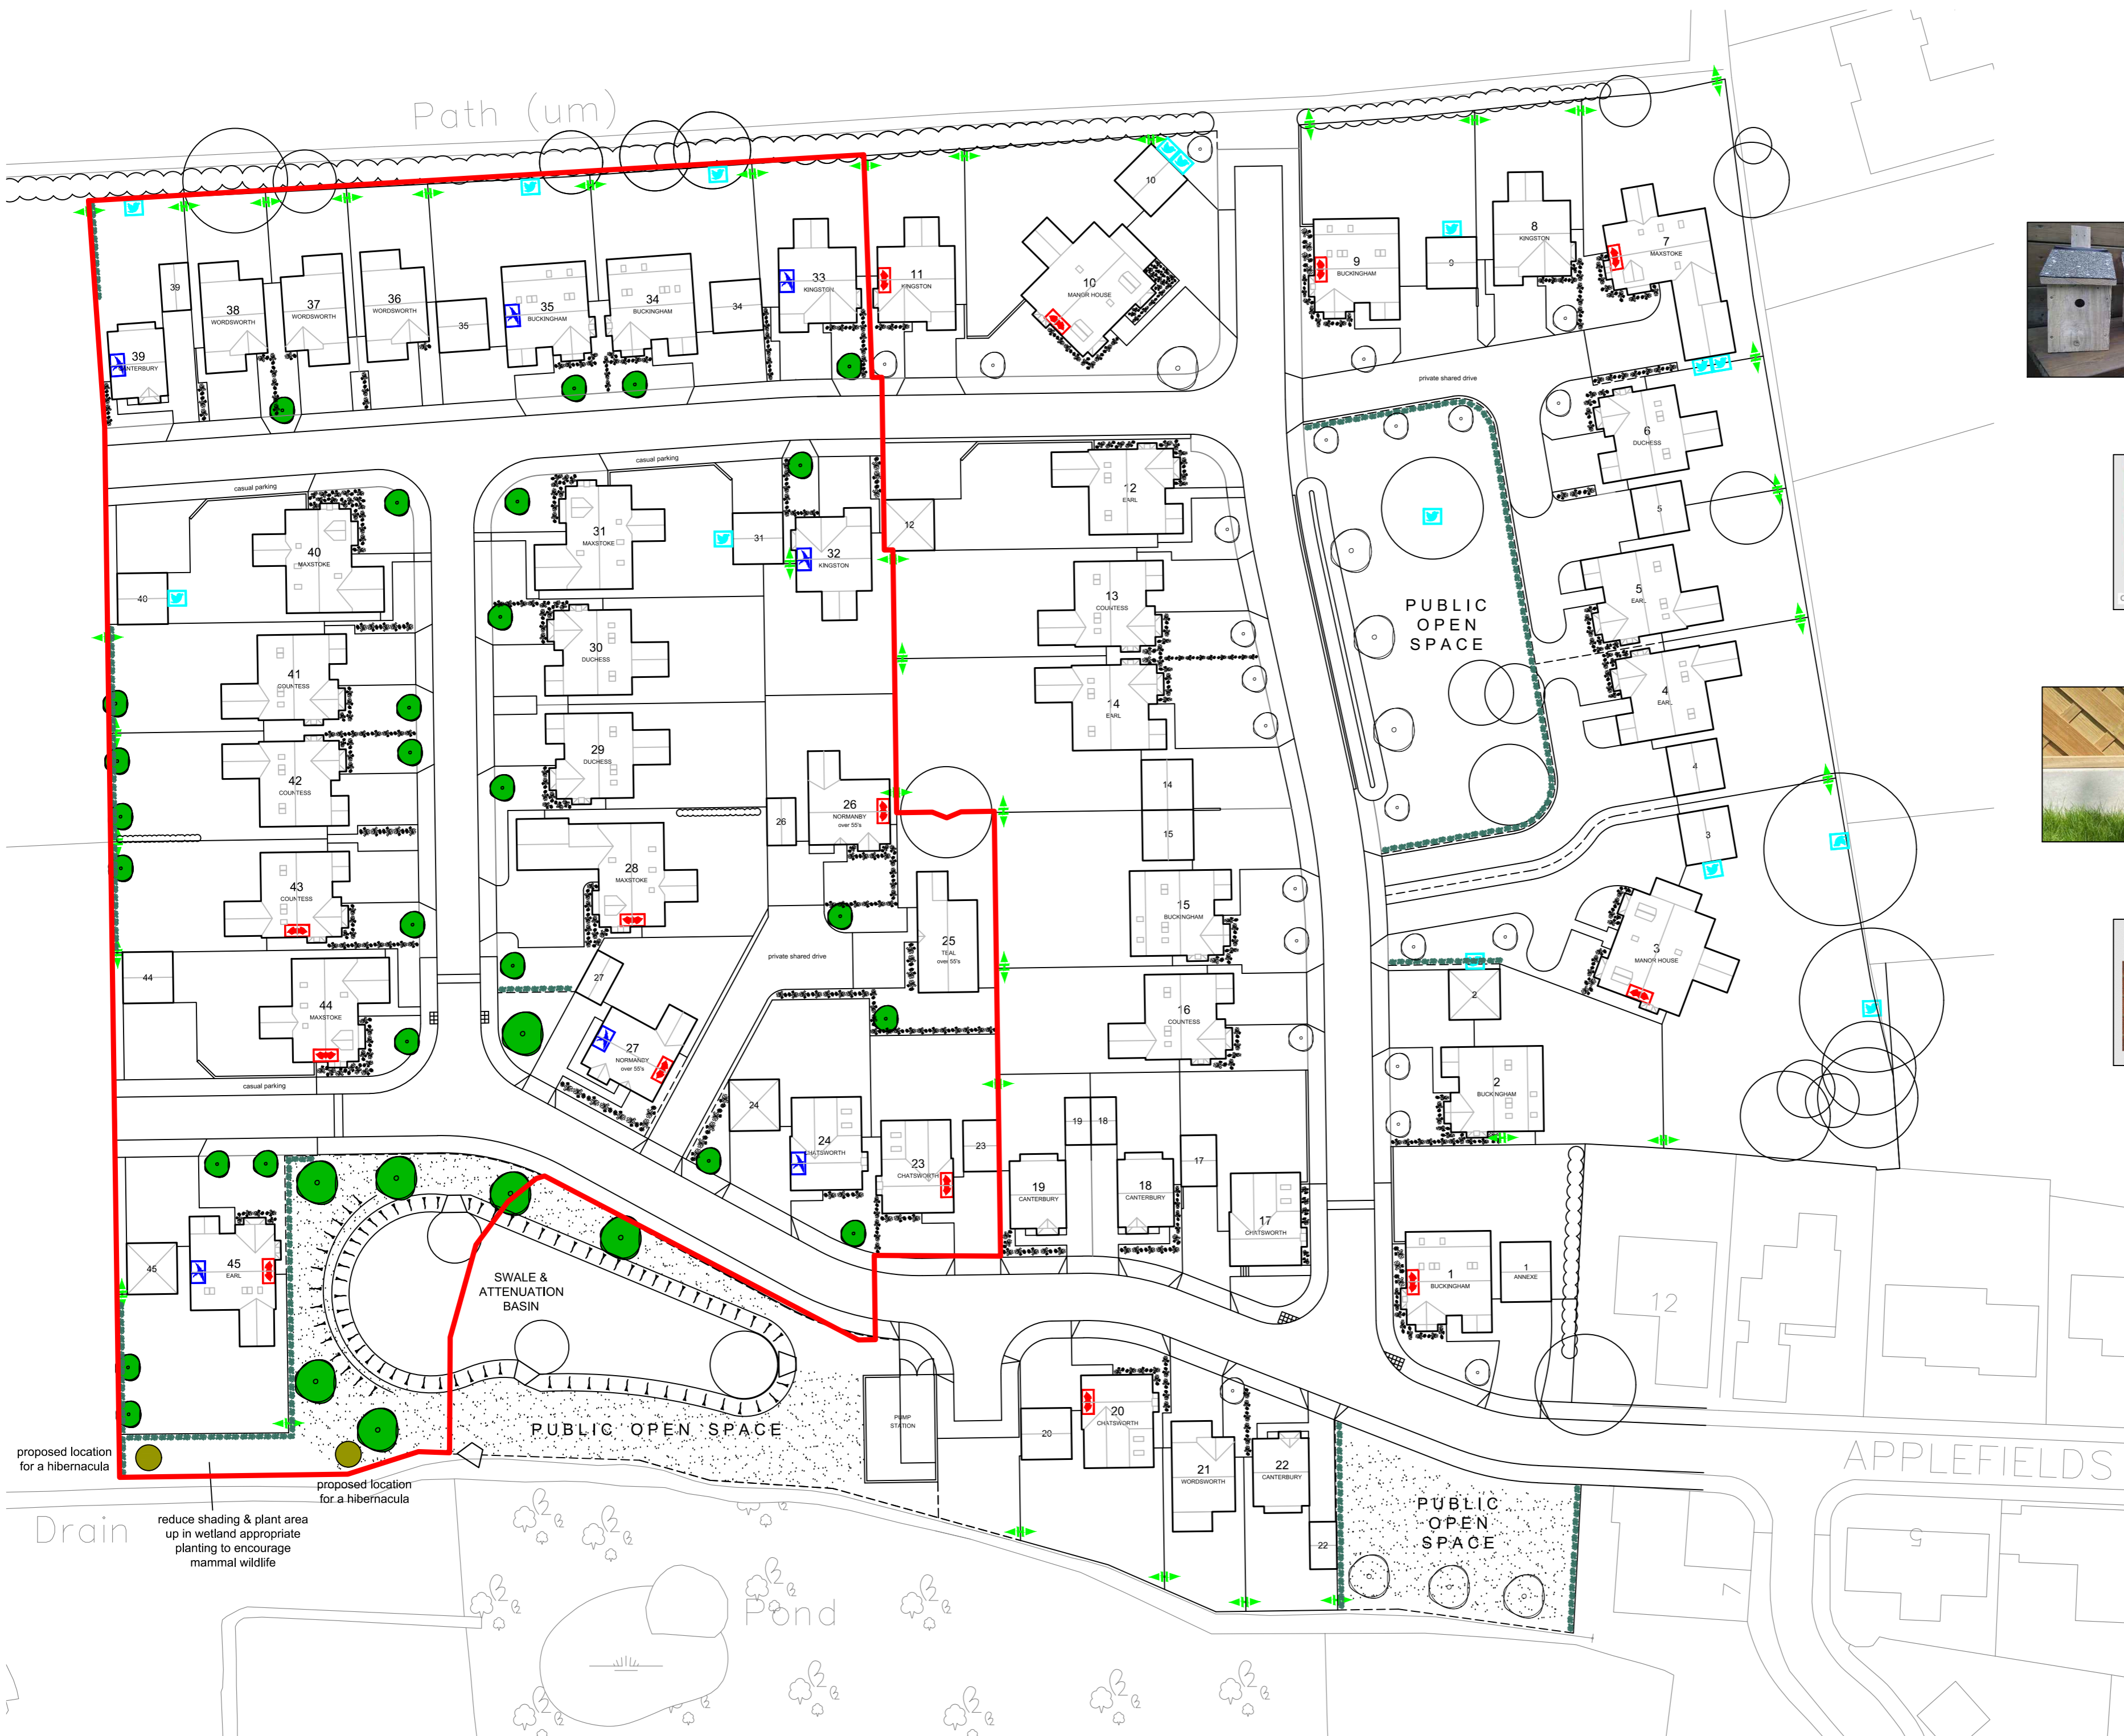 Path (um)
10
39
38
WORDSWORTH
37
WORDSWORTH
36
WORDSWORTH
35
35
BUCKINGHAM
34
BUCKINGHAM
34
33
KINGSTON
11
KINGSTON
10
MANOR HOUSE
9
BUCKINGHAM
9
8
KINGSTON
7
MAXSTOKE
39
CANTERBURY
private shared drive
6
DUCHESS
casual parking
casual parking
12
EARL
40
MAXSTOKE
31
MAXSTOKE
31
12
5
32
KINGSTON
40
13
COUNTESS
5
EARL
PUBLIC
OPEN
SPACE
41
COUNTESS
30
DUCHESS
14
EARL
4
EARL
42
COUNTESS
29
DUCHESS
4
14
26
26
NORMANBY
over 55's
15
3
43
COUNTESS
28
MAXSTOKE
15
BUCKINGHAM
25
TEAL
over 55's
3
MANOR HOUSE
private shared drive
44
27
2
44
MAXSTOKE
16
COUNTESS
27
NORMANBY
over 55's
2
BUCKINGHAM
casual parking
24
24
CHATSWORTH
23
CHATSWORTH
23
19
18
17
19
CANTERBURY
18
CANTERBURY
17
CHATSWORTH
45
45
EARL
SWALE &
ATTENUATION
BASIN
1
BUCKINGHAM
1
ANNEXE
12
PUBLIC OPEN SPACE
PUMP
STATION
20
20
CHATSWORTH
21
WORDSWORTH
22
CANTERBURY
22
APPLEFIELDS
proposed location
for a hibernacula
proposed location
for a hibernacula
PUBLIC
OPEN
SPACE
Drain
reduce shading & plant area
up in wetland appropriate
planting to encourage
mammal wildlife
9
7
Pond